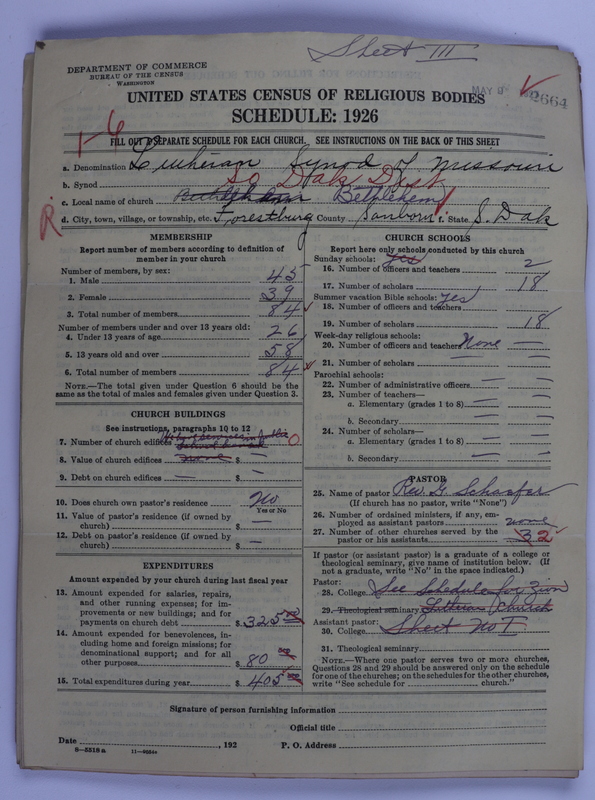 Sheet III
DEPARTMENT OF COMMERCE
BUREAU OF THE CENSUS
WASHINGTON
MAY 9
2664
UNITED STATES CENSUS OF RELIGIOUS BODIES
SCHEDULE: 1926
1-6
FILL OUT A SEPARATE SCHEDULE FOR EACH CHURCH. SEE INSTRUCTIONS ON THE BACK OF THIS SHEET
a. Denomination Lutheran Synod of Missouri
b. Synod So Dak Dist
c. Local name of church Bethlehem
R
d. City, town, village, or township, etc. Forestburg County Sanborn f. State S. Dak
MEMBERSHIP
Report number of members according to definition of
member in your church
Number of members, by sex:
1. Male 45
2. Female 39
3. Total number of members 84
Number of members under and over 13 years old:
4. Under 13 years of age 26
5. 13 years old and over 58
6. Total number of members 84
NOTE.—The total given under Question 6 should be the
same as the total of males and females given under Question 3.
CHURCH BUILDINGS
See instructions, paragraphs 10 to 12
7. Number of church edifices 0
8. Value of church edifices none $ —
9. Debt on church edifices — $ —
10. Does church own pastor's residence No
Yes or No
11. Value of pastor's residence (if owned by
church) $ —
12. Debt on pastor's residence (if owned by
church) $ —
EXPENDITURES
Amount expended by your church during last fiscal year
13. Amount expended for salaries, repairs,
and other running expenses; for im-
provements or new buildings; and for
payments on church debt $ 325 00
14. Amount expended for benevolences, in-
cluding home and foreign missions; for
denominational support; and for all
other purposes $ 80 00
15. Total expenditures during year $ 405 00
CHURCH SCHOOLS
Report here only schools conducted by this church
Sunday schools: yes
16. Number of officers and teachers 2
17. Number of scholars 18
Summer vacation Bible schools: yes
18. Number of officers and teachers
19. Number of scholars 18
Week-day religious schools:
20. Number of officers and teachers None —
21. Number of scholars — —
Parochial schools:
22. Number of administrative officers — —
23. Number of teachers—
a. Elementary (grades 1 to 8) — —
b. Secondary — —
24. Number of scholars—
a. Elementary (grades 1 to 8) — —
b. Secondary — —
PASTOR
25. Name of pastor Rev. G. Schaefer
(If church has no pastor, write "None")
26. Number of ordained ministers, if any, em-
ployed as assistant pastors none
27. Number of other churches served by the
pastor or his assistants 3 2
If pastor (or assistant pastor) is a graduate of a college or
theological seminary, give name of institution below. (If
not a graduate, write "No" in the space indicated.)
Pastor:
28. College See Schedule for Zion
29. Theological seminary Lutheran Church
Assistant pastor:
30. College Sheet No I
31. Theological seminary
NOTE.—Where one pastor serves two or more churches,
Questions 28 and 29 should be answered only on the schedule
for one of the churches; on the schedules for the other churches,
write "See schedule for church."
Signature of person furnishing information
Official title
Date , 192 P. O. Address
8-5518 a